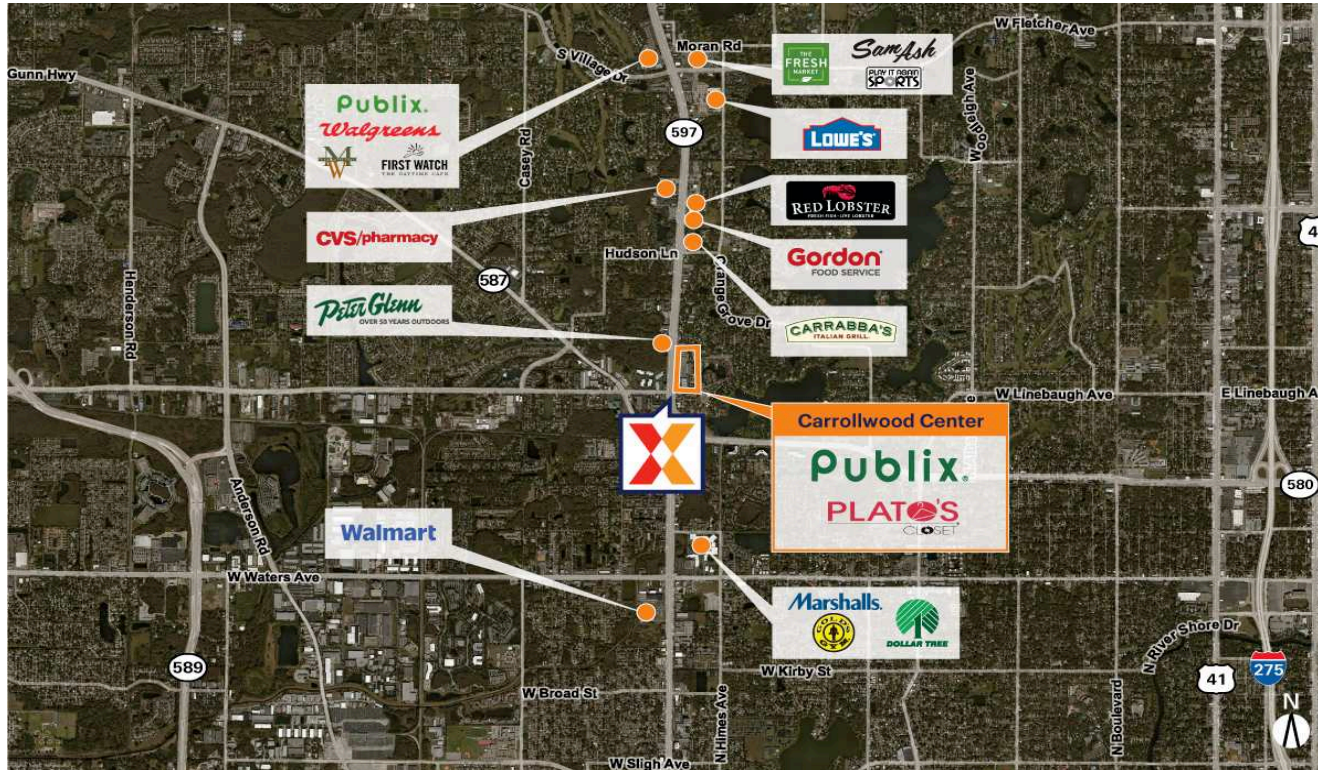 W Fletcher Ave
Moran Rd
S Village Dr
Gunn Hwy
THE
FRESH
MARKET
Sam Ash
PLAY IT AGAIN
SPORTS
Publix.
Walgreens
MW
FIRST WATCH
THE DAYTIME CAFE
597
Casey Rd
Woodleigh Ave
LOWE'S
RED LOBSTER
FRESH FISH · LIVE LOBSTER
CVS/pharmacy
Hudson Ln
Gordon
FOOD SERVICE
4
Henderson Rd
587
Orange Grove Dr
Peter Glenn
OVER 50 YEARS OUTDOORS
CARRABBA'S
ITALIAN GRILL.
W Linebaugh Ave
E Linebaugh A
Carrollwood Center
Publix.
PLATO'S
CLOSET
580
Anderson Rd
Walmart
W Waters Ave
Marshalls.
GOLD'S
GYM
DOLLAR TREE
N River Shore Dr
589
W Kirby St
275
41
W Broad St
N Himes Ave
N Boulevard
N
W Sligh Ave